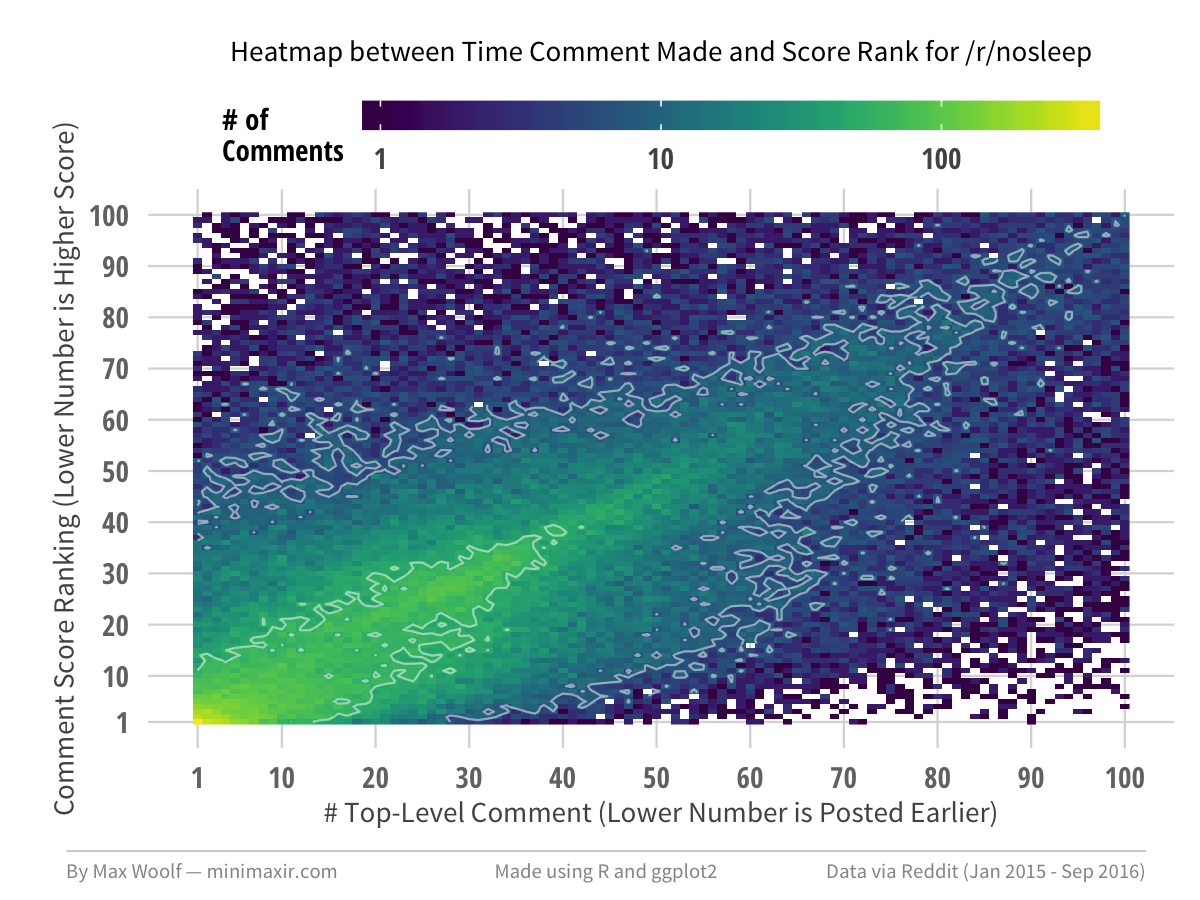 Heatmap between Time Comment Made and Score Rank for /r/nosleep
# of
Comments
1 10 100
Comment Score Ranking (Lower Number is Higher Score)
100
90
80
70
60
50
40
30
20
10
1
1 10 20 30 40 50 60 70 80 90 100
# Top-Level Comment (Lower Number is Posted Earlier)
By Max Woolf — minimaxir.com
Made using R and ggplot2
Data via Reddit (Jan 2015 - Sep 2016)